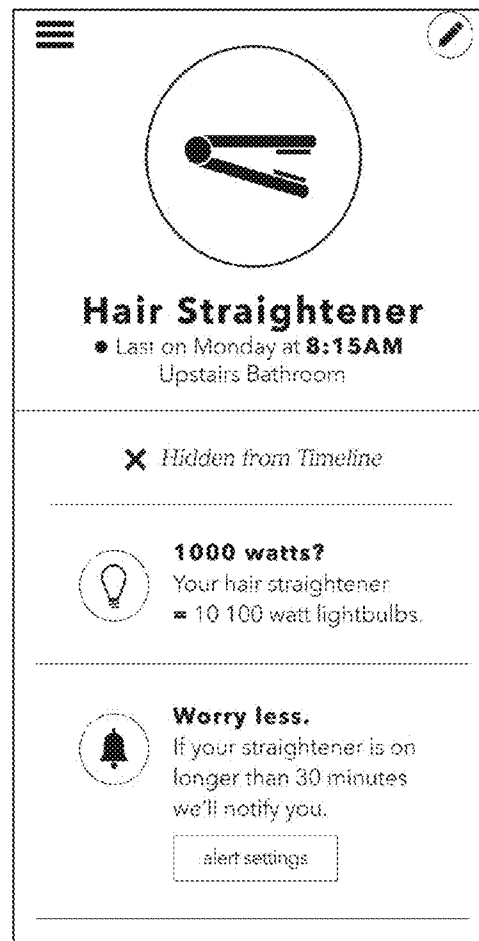 Hair Straightener
● Last on Monday at 8:15AM
Upstairs Bathroom
✕ Hidden from Timeline
1000 watts?
Your hair straightener
= 10 100 watt lightbulbs.
Worry less.
If your straightener is on
longer than 30 minutes
we'll notify you.
alert settings